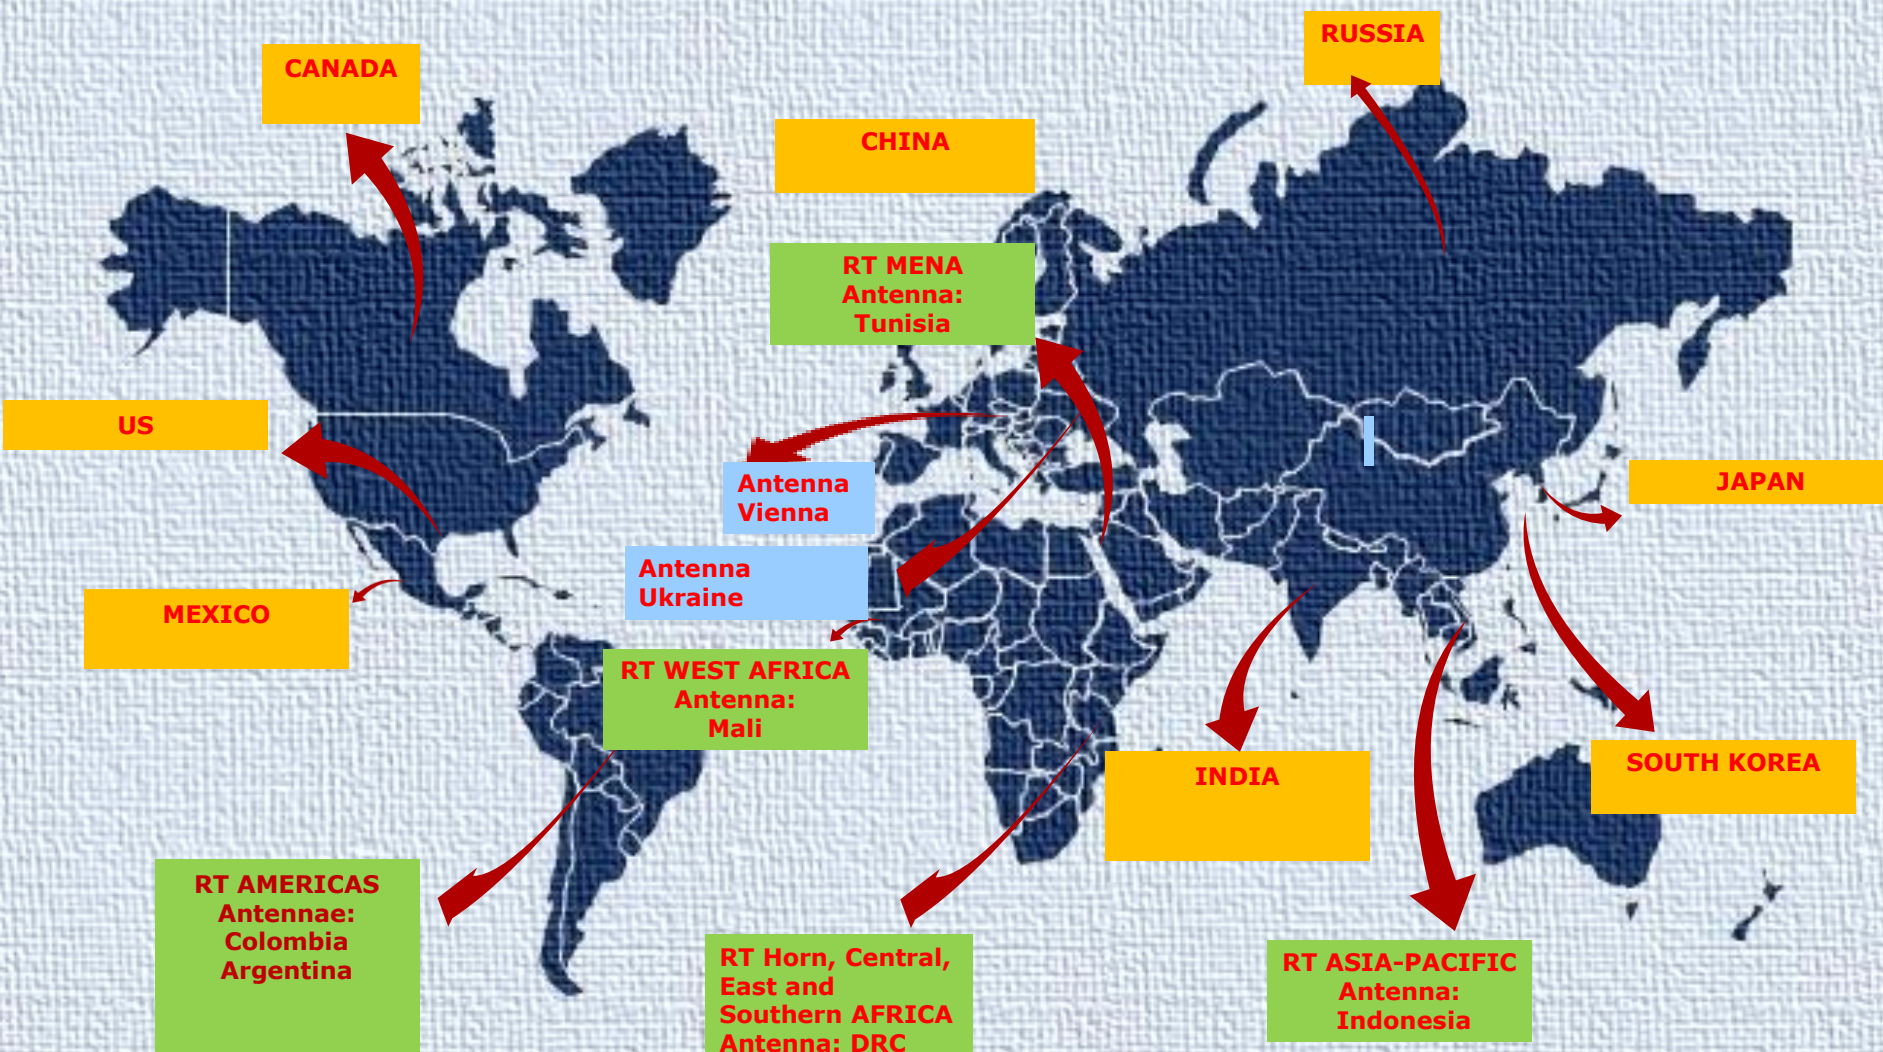 RUSSIA
CANADA
CHINA
RT MENA
Antenna:
Tunisia
US
Antenna
Vienna
JAPAN
Antenna
Ukraine
MEXICO
RT WEST AFRICA
Antenna:
Mali
INDIA
SOUTH KOREA
RT AMERICAS
Antennae:
Colombia
Argentina
RT Horn, Central,
East and
Southern AFRICA
Antenna: DRC
RT ASIA-PACIFIC
Antenna:
Indonesia